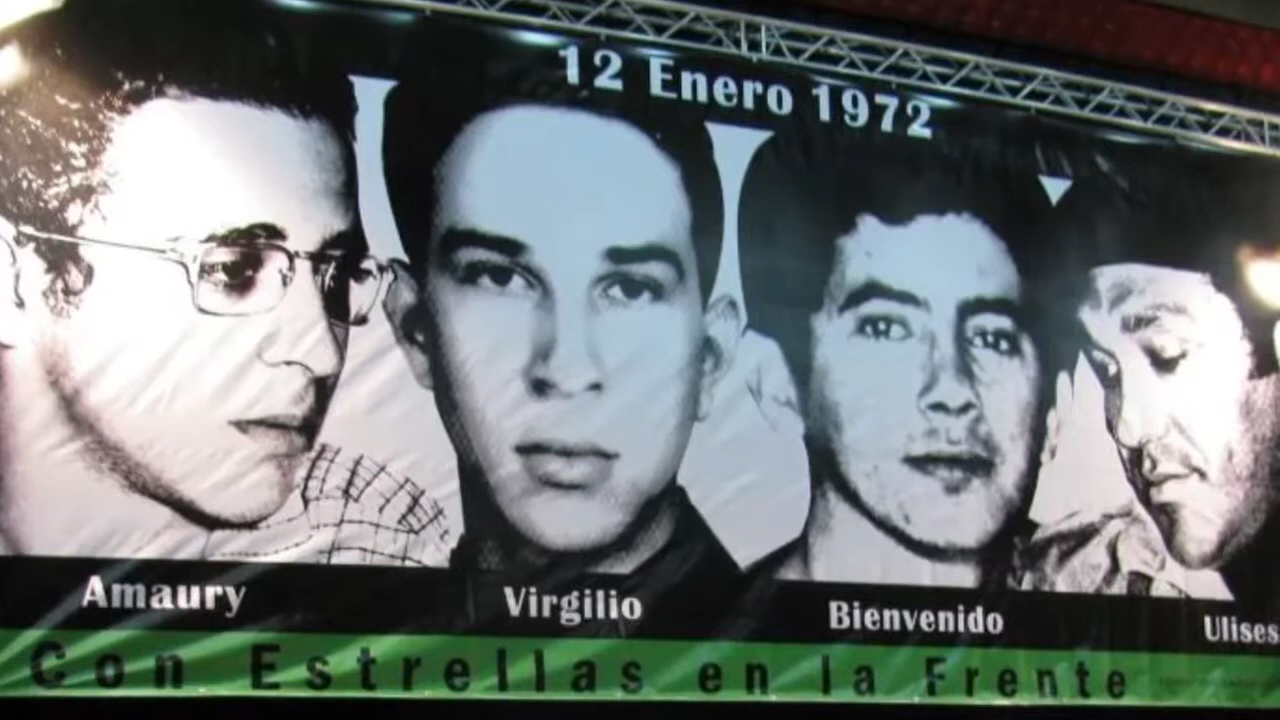 12 Enero 1972
Amaury Virgilio Bienvenido Ulises
Con Estrellas en la Frente